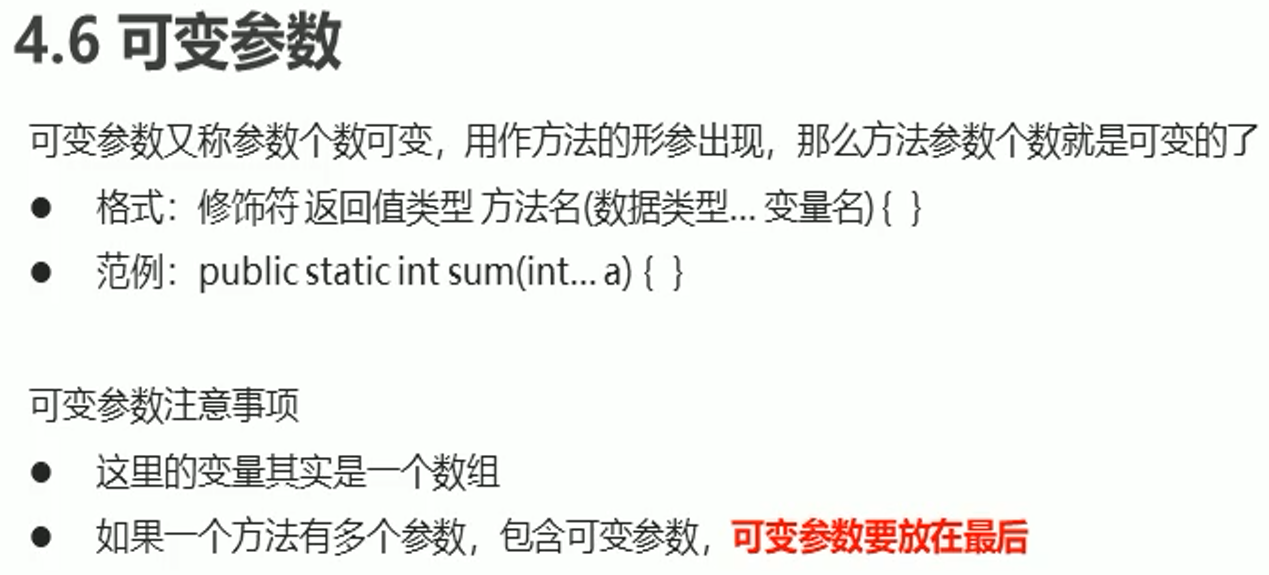 4.6 可变参数
可变参数又称参数个数可变，用作方法的形参出现，那么方法参数个数就是可变的了
● 格式：修饰符 返回值类型 方法名(数据类型… 变量名) { }
● 范例：public static int sum(int… a) { }
可变参数注意事项
● 这里的变量其实是一个数组
● 如果一个方法有多个参数，包含可变参数，可变参数要放在最后